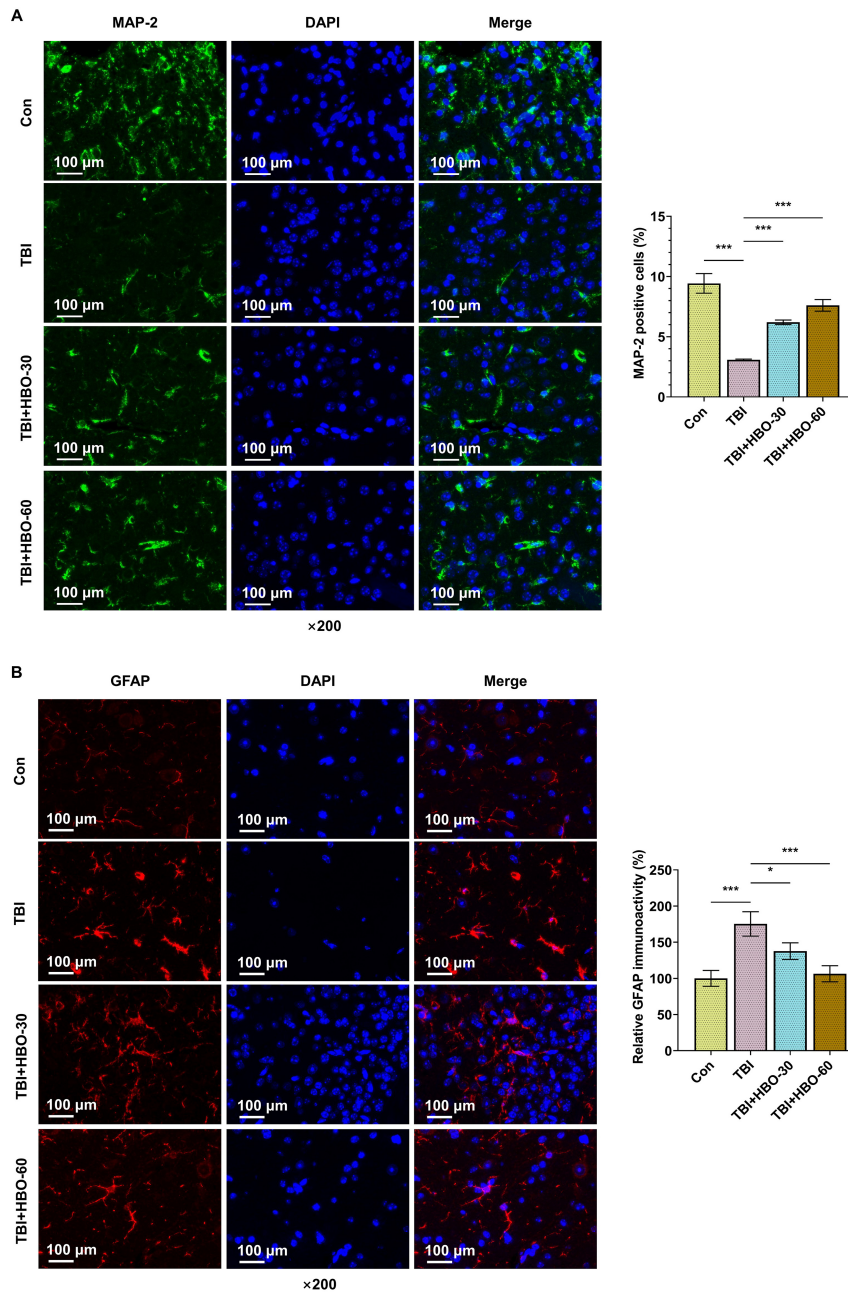 A
MAP-2 DAPI Merge
Con
100 µm 100 µm 100 µm
TBI
100 µm 100 µm 100 µm
TBI+HBO-30
100 µm 100 µm 100 µm
TBI+HBO-60
100 µm 100 µm 100 µm
×200
MAP-2 positive cells (%)
15
10
5
0
***
***
***
Con TBI TBI+HBO-30 TBI+HBO-60
B
GFAP DAPI Merge
Con
100 µm 100 µm 100 µm
TBI
100 µm 100 µm 100 µm
TBI+HBO-30
100 µm 100 µm 100 µm
TBI+HBO-60
100 µm 100 µm 100 µm
×200
Relative GFAP immunoactivity (%)
250
200
150
100
50
0
***
*
***
Con TBI TBI+HBO-30 TBI+HBO-60